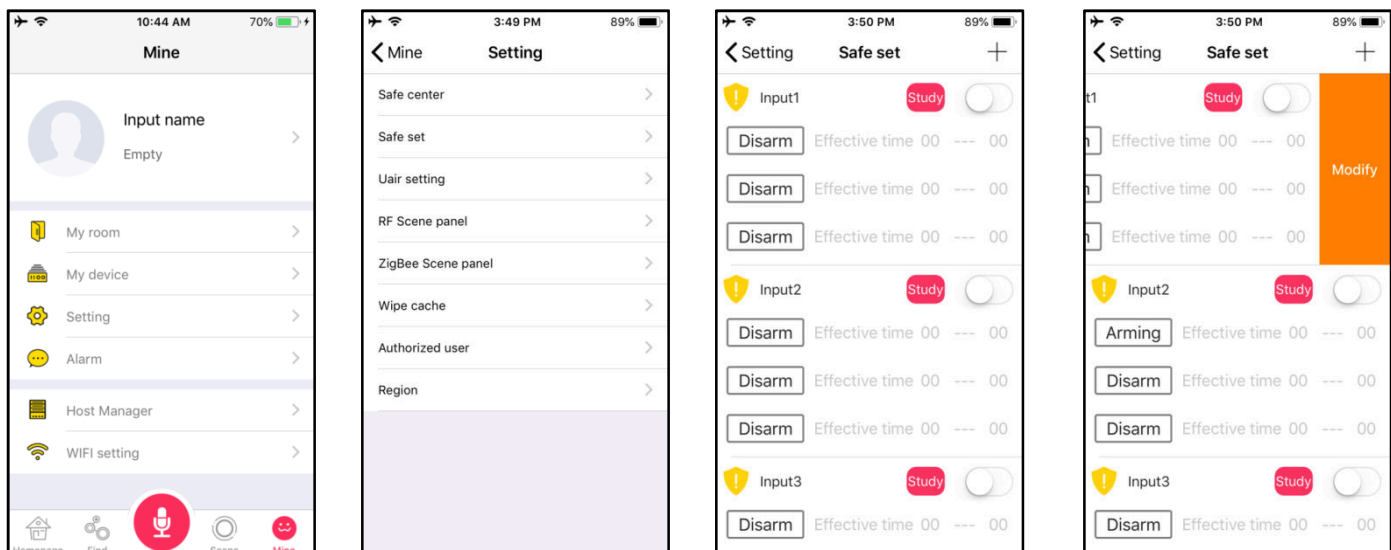 10:44 AM 70%
Mine
Input name
Empty
My room
My device
Setting
Alarm
Host Manager
WIFI setting
Homepage Find Scene Mine
3:49 PM 89%
Mine Setting
Safe center
Safe set
Uair setting
RF Scene panel
ZigBee Scene panel
Wipe cache
Authorized user
Region
3:50 PM 89%
Setting Safe set +
Input1 Study
Disarm Effective time 00 --- 00
Disarm Effective time 00 --- 00
Disarm Effective time 00 --- 00
Input2 Study
Disarm Effective time 00 --- 00
Disarm Effective time 00 --- 00
Disarm Effective time 00 --- 00
Input3 Study
Disarm Effective time 00 --- 00
3:50 PM 89%
Setting Safe set +
t1 Study
Effective time 00 --- 00
Effective time 00 --- 00
Effective time 00 --- 00
Modify
Input2 Study
Arming Effective time 00 --- 00
Disarm Effective time 00 --- 00
Disarm Effective time 00 --- 00
Input3 Study
Disarm Effective time 00 --- 00